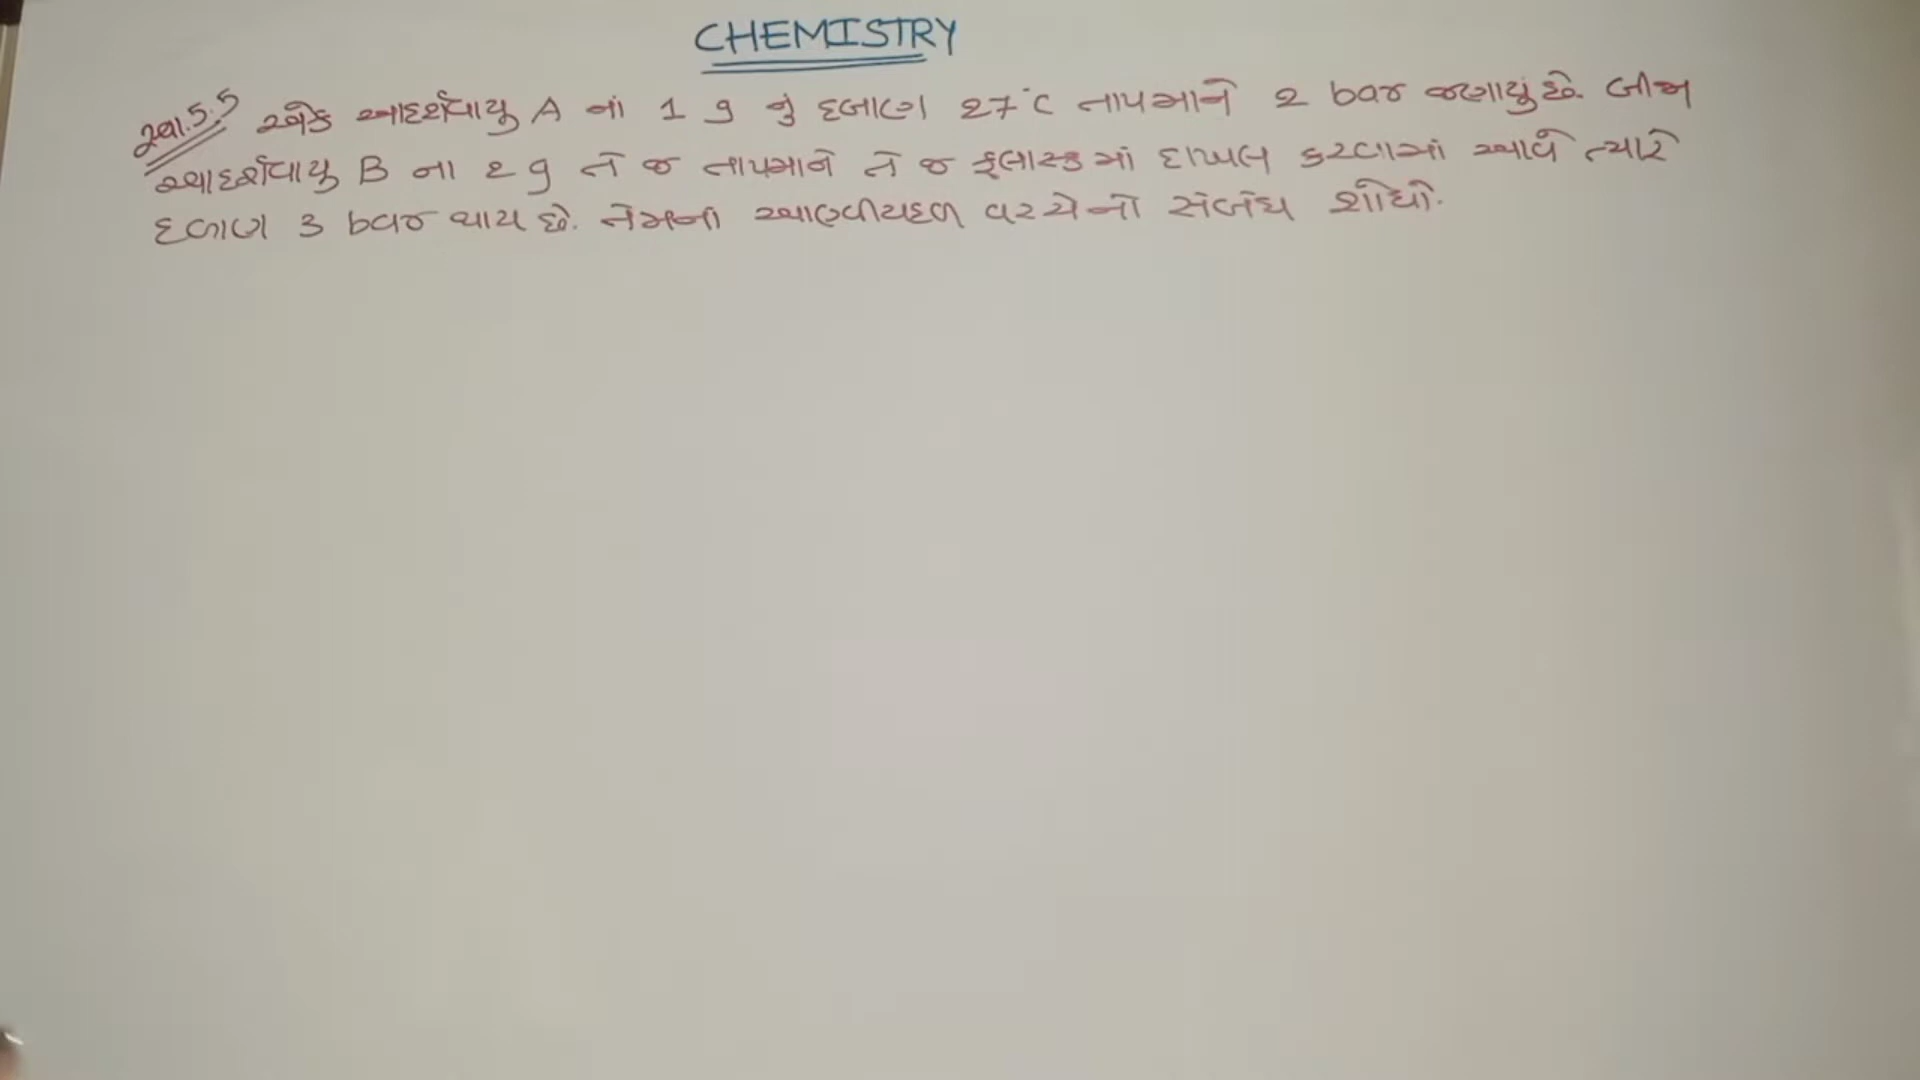 CHEMISTRY
સ્વા.5.5 એક આદર્શવાયુ A નાં 1 g નું દબાણ 27°C તાપમાને 2 bar જણાયું છે. બીજા
આદર્શવાયુ B ના 2 g તે જ તાપમાને તે જ ફ્લાસ્કમાં દાખલ કરવામાં આવે ત્યારે
દબાણ 3 bar થાય છે. તેમનાં આણ્વીયદળ વચ્ચેનો સંબંધ શોધો.